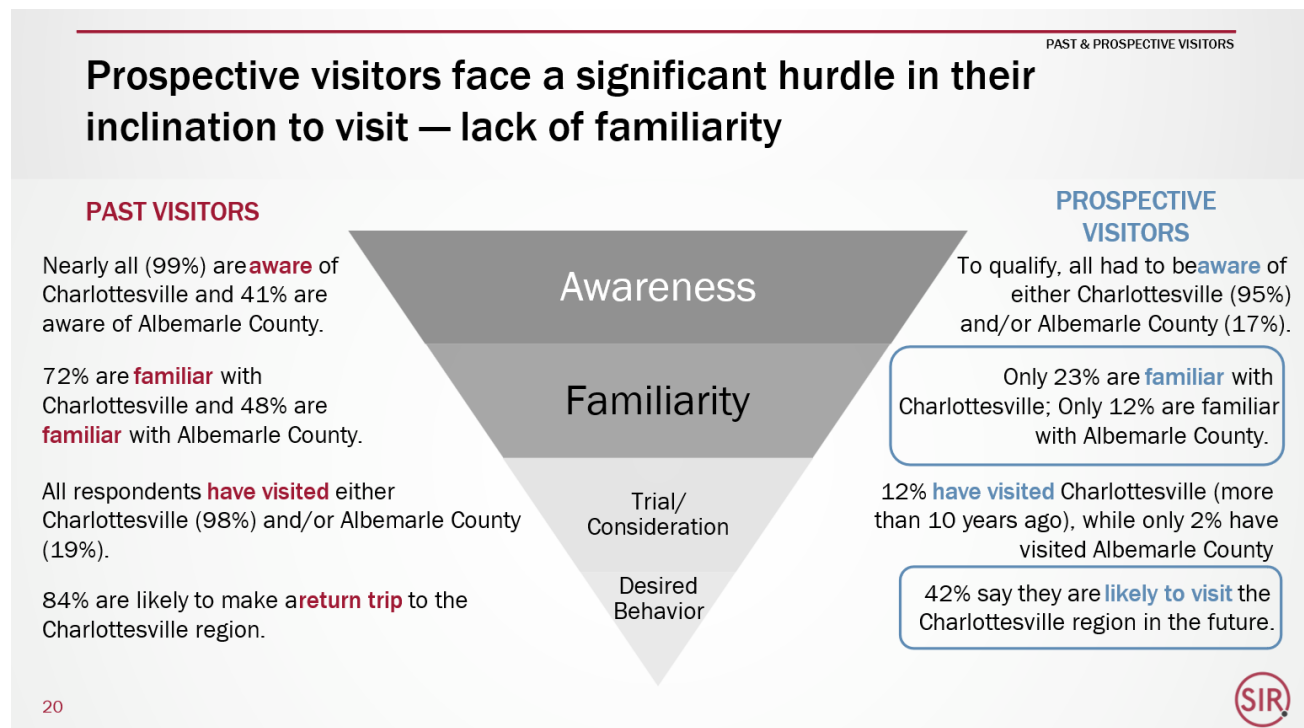 PAST & PROSPECTIVE VISITORS
Prospective visitors face a significant hurdle in their
inclination to visit — lack of familiarity
PAST VISITORS
Nearly all (99%) are aware of
Charlottesville and 41% are
aware of Albemarle County.
72% are familiar with
Charlottesville and 48% are
familiar with Albemarle County.
All respondents have visited either
Charlottesville (98%) and/or Albemarle County
(19%).
84% are likely to make a return trip to the
Charlottesville region.
Awareness
Familiarity
Trial/
Consideration
Desired
Behavior
PROSPECTIVE
VISITORS
To qualify, all had to be aware of
either Charlottesville (95%)
and/or Albemarle County (17%).
Only 23% are familiar with
Charlottesville; Only 12% are familiar
with Albemarle County.
12% have visited Charlottesville (more
than 10 years ago), while only 2% have
visited Albemarle County
42% say they are likely to visit the
Charlottesville region in the future.
20
SIR